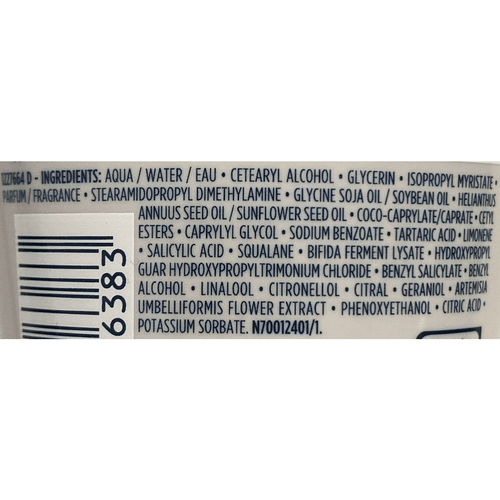 1227664 D - INGREDIENTS: AQUA / WATER / EAU • CETEARYL ALCOHOL • GLYCERIN • ISOPROPYL MYRISTATE •
PARFUM / FRAGRANCE • STEARAMIDOPROPYL DIMETHYLAMINE • GLYCINE SOJA OIL / SOYBEAN OIL • HELIANTHUS
ANNUUS SEED OIL / SUNFLOWER SEED OIL • COCO-CAPRYLATE/CAPRATE • CETYL
ESTERS • CAPRYLYL GLYCOL • SODIUM BENZOATE • TARTARIC ACID • LIMONENE
• SALICYLIC ACID • SQUALANE • BIFIDA FERMENT LYSATE • HYDROXYPROPYL
GUAR HYDROXYPROPYLTRIMONIUM CHLORIDE • BENZYL SALICYLATE • BENZYL
ALCOHOL • LINALOOL • CITRONELLOL • CITRAL • GERANIOL • ARTEMISIA
UMBELLIFORMIS FLOWER EXTRACT • PHENOXYETHANOL • CITRIC ACID •
POTASSIUM SORBATE. N70012401/1.
6383